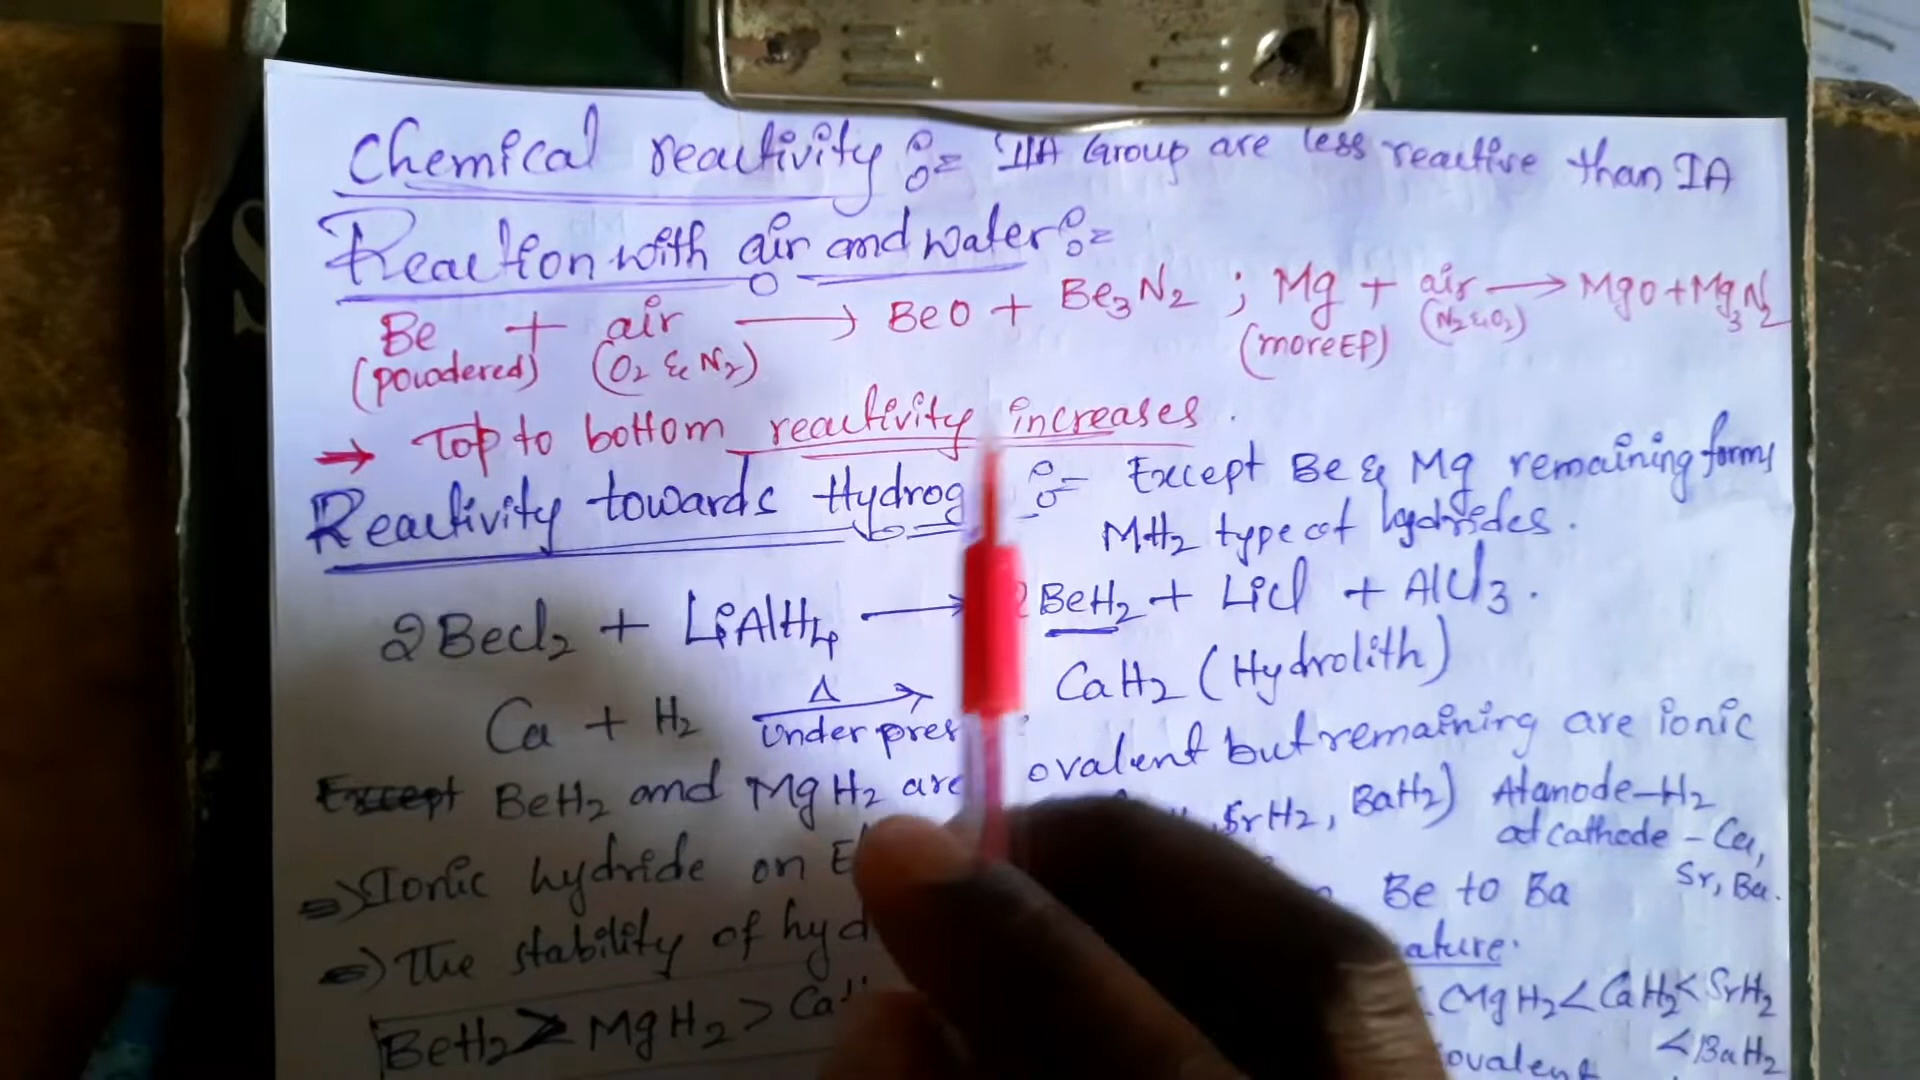 Chemical reactivity := IIA Group are less reactive than IA
Reaction with air and water :=
Be + air ⟶ BeO + Be₃N₂ ; Mg + air ⟶ MgO + Mg₃N₂
(powdered) (O₂ & N₂) (more EP) (N₂ & O₂)
→ Top to bottom reactivity increases.
Reactivity towards Hydrog := Except Be & Mg remaining forms
MH₂ type of hydrides.
2BeCl₂ + LiAlH₄ ⟶ 2BeH₂ + LiCl + AlCl₃.
Ca + H₂ Δ→ under pres CaH₂ (Hydrolith)
Except BeH₂ and MgH₂ are ovalent but remaining are ionic
SrH₂, BaH₂) At anode - H₂
at cathode - Ca,
Sr, Ba.
⇒ Ionic hydride on E
Be to Ba
⇒ The stability of hyd
ature.
BeH₂ > MgH₂ > Ca
< MgH₂ < CaH₂ < SrH₂
< BaH₂
ovalent